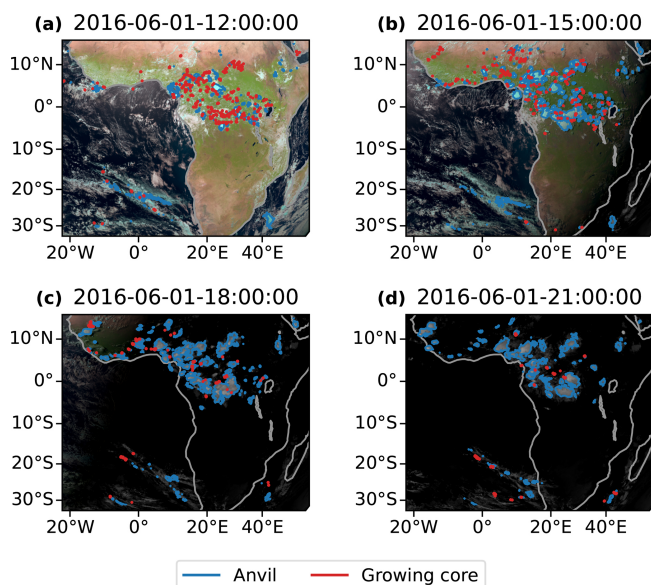 (a) 2016-06-01-12:00:00
(b) 2016-06-01-15:00:00
10°N
0°
10°S
20°S
30°S
20°W 0° 20°E 40°E
10°N
0°
10°S
20°S
30°S
20°W 0° 20°E 40°E
(c) 2016-06-01-18:00:00
(d) 2016-06-01-21:00:00
10°N
0°
10°S
20°S
30°S
20°W 0° 20°E 40°E
10°N
0°
10°S
20°S
30°S
20°W 0° 20°E 40°E
Anvil Growing core